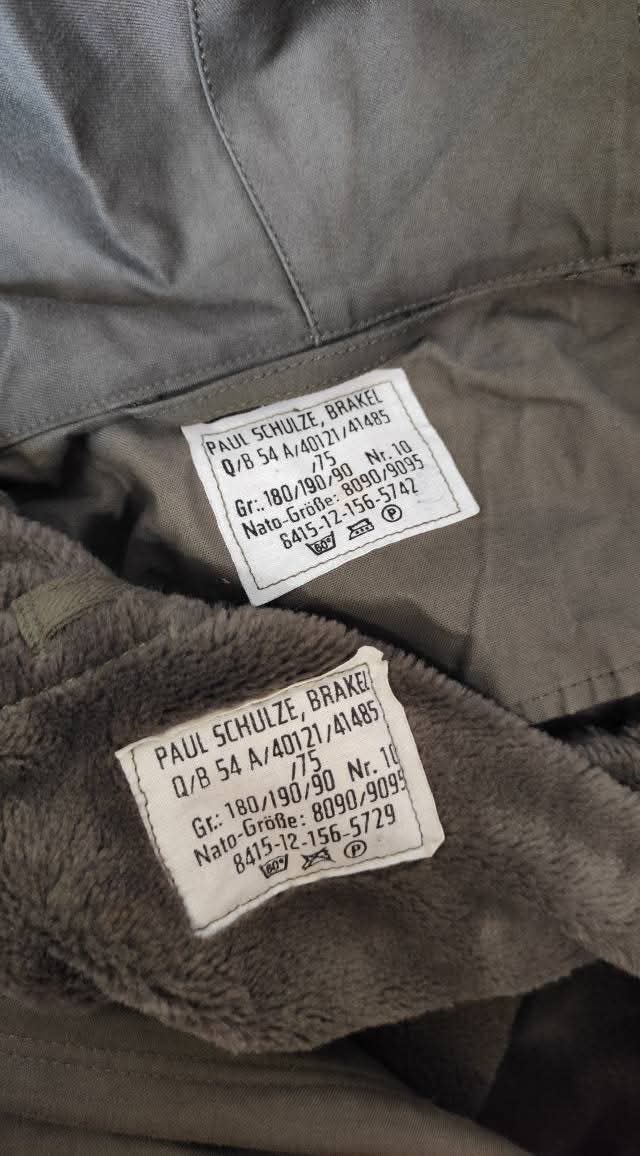 PAUL SCHULZE, BRAKEL
Q/B 54 A/40121/41485
/75
Gr.: 180/190/90 Nr. 10
Nato-Größe: 8090/9095
8415-12-156-5742
60° P
PAUL SCHULZE, BRAKEL
Q/B 54 A/40121/41485
/75
Gr.: 180/190/90 Nr. 10
Nato-Größe: 8090/9095
8415-12-156-5729
60° P